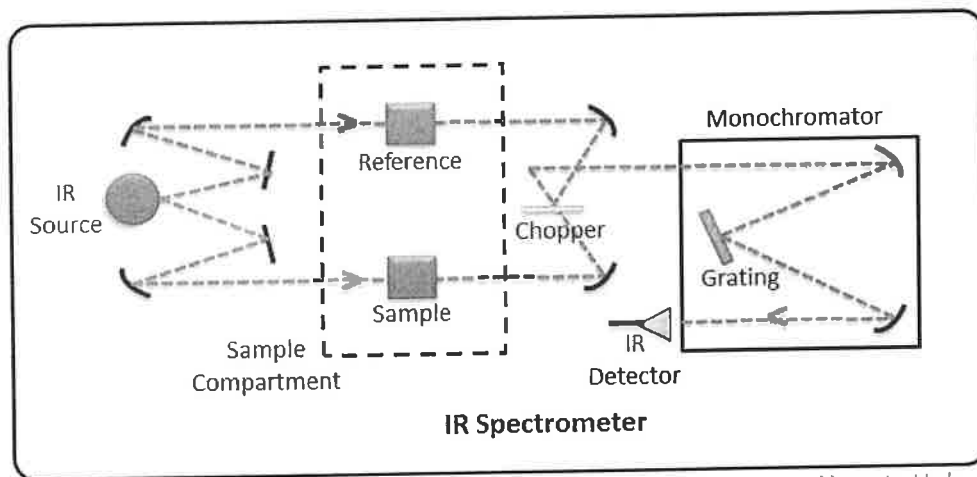 Monochromator
Reference
IR
Source
Chopper
Grating
Sample
IR
Detector
Sample
Compartment
IR Spectrometer